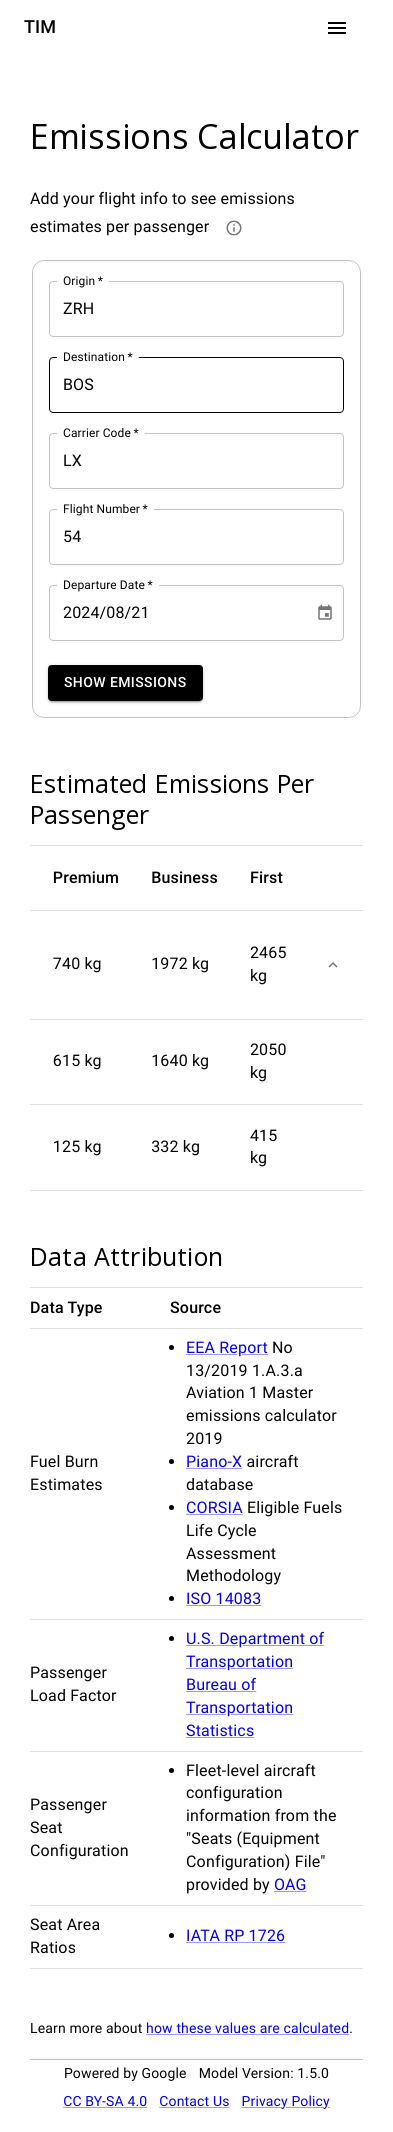 TIM
Emissions Calculator
Add your flight info to see emissions
estimates per passenger
Origin *
ZRH
Destination *
BOS
Carrier Code *
LX
Flight Number *
54
Departure Date *
2024/08/21
SHOW EMISSIONS
Estimated Emissions Per
Passenger
Premium Business First
740 kg 1972 kg 2465
kg
615 kg 1640 kg 2050
kg
125 kg 332 kg 415
kg
Data Attribution
Data Type Source
Fuel Burn
Estimates
• EEA Report No
13/2019 1.A.3.a
Aviation 1 Master
emissions calculator
2019
• Piano-X aircraft
database
• CORSIA Eligible Fuels
Life Cycle
Assessment
Methodology
• ISO 14083
Passenger
Load Factor
• U.S. Department of
Transportation
Bureau of
Transportation
Statistics
Passenger
Seat
Configuration
• Fleet-level aircraft
configuration
information from the
"Seats (Equipment
Configuration) File"
provided by OAG
Seat Area
Ratios
• IATA RP 1726
Learn more about how these values are calculated.
Powered by Google Model Version: 1.5.0
CC BY-SA 4.0 Contact Us Privacy Policy